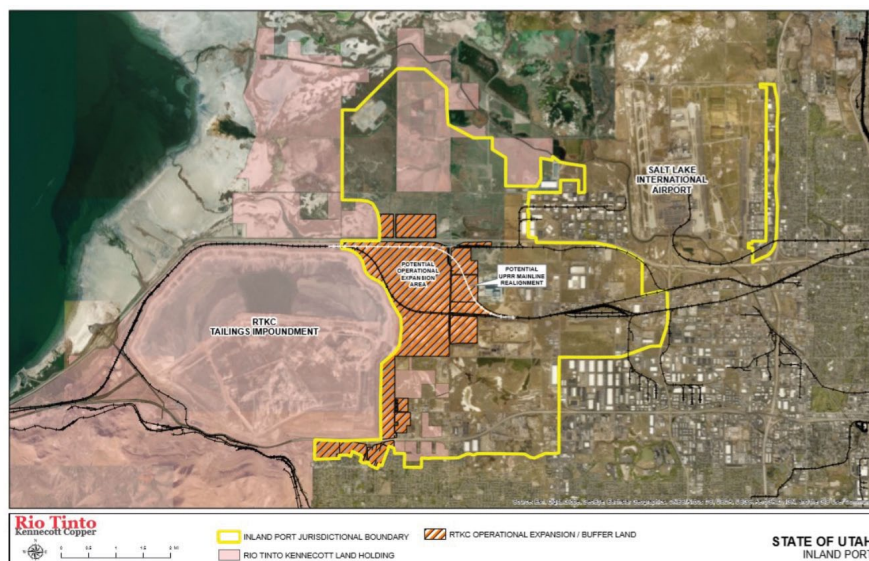 SALT LAKE
INTERNATIONAL
AIRPORT
POTENTIAL
OPERATIONAL
EXPANSION
AREA
POTENTIAL
UPRR MAINLINE
REALIGNMENT
RTKC
TAILINGS IMPOUNDMENT
Rio Tinto
Kennecott Copper
INLAND PORT JURISDICTIONAL BOUNDARY
RIO TINTO KENNECOTT LAND HOLDING
RTKC OPERATIONAL EXPANSION / BUFFER LAND
STATE OF UTAH
INLAND PORT